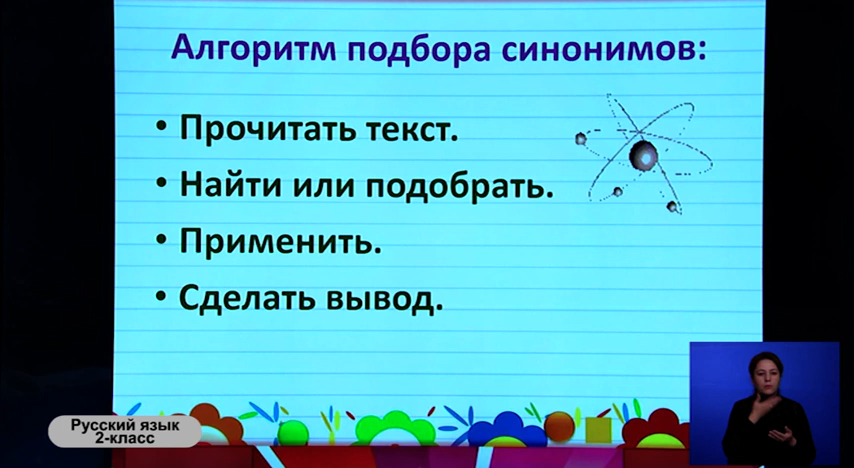 Алгоритм подбора синонимов:
• Прочитать текст.
• Найти или подобрать.
• Применить.
• Сделать вывод.
Русский язык
2-класс